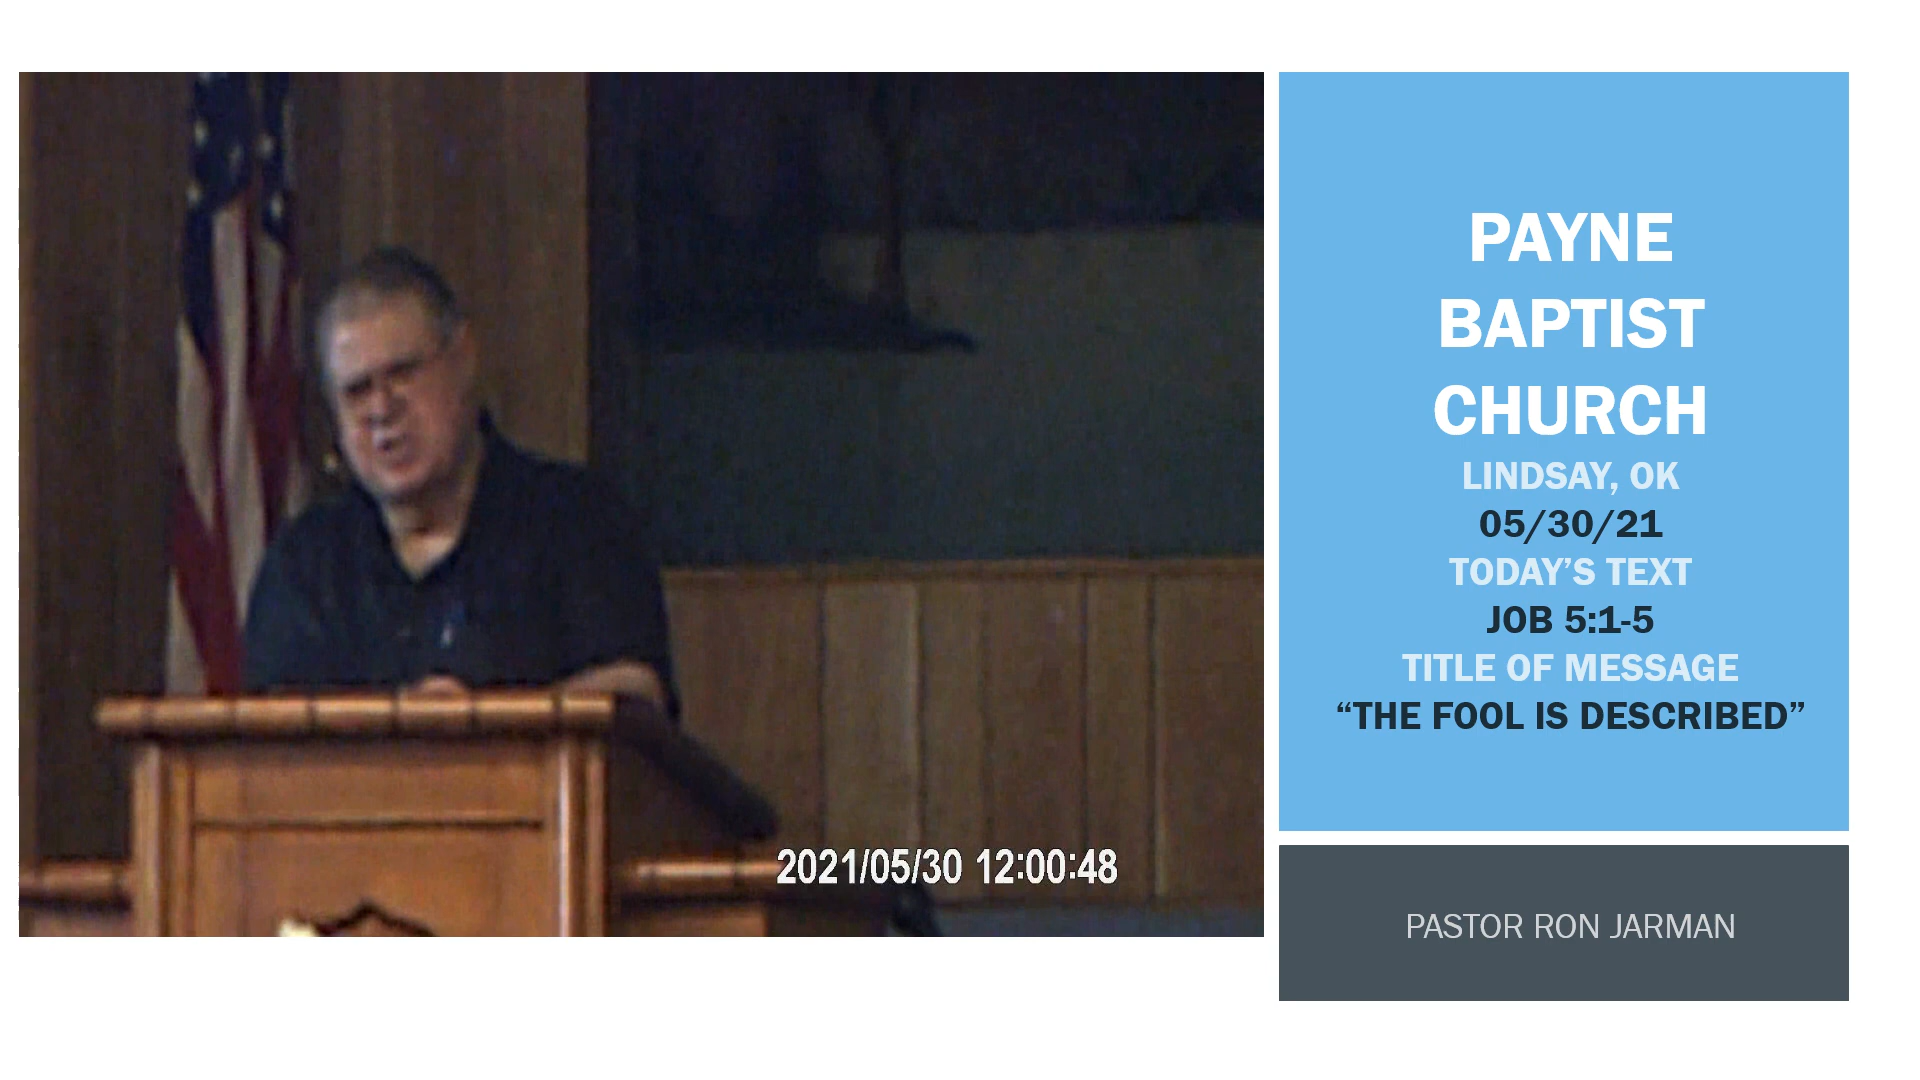 2021/05/30 12:00:48
PAYNE
BAPTIST
CHURCH
LINDSAY, OK
05/30/21
TODAY’S TEXT
JOB 5:1-5
TITLE OF MESSAGE
“THE FOOL IS DESCRIBED”
PASTOR RON JARMAN